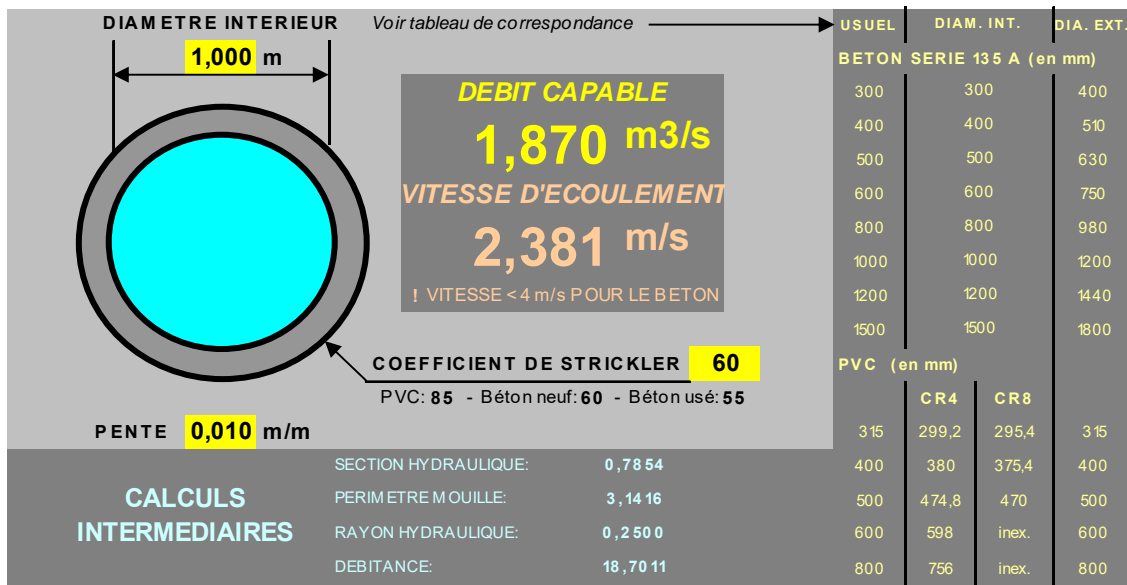 DIAMETRE INTERIEUR
1,000 m
Voir tableau de correspondance
DEBIT CAPABLE
1,870 m3/s
VITESSE D'ECOULEMENT
2,381 m/s
! VITESSE < 4 m/s POUR LE BETON
COEFFICIENT DE STRICKLER 60
PVC: 85 - Béton neuf: 60 - Béton usé: 55
PENTE 0,010 m/m
CALCULS
INTERMEDIAIRES
SECTION HYDRAULIQUE: 0,7854
PERIMETRE MOUILLE: 3,1416
RAYON HYDRAULIQUE: 0,2500
DEBITANCE: 18,7011
USUEL DIAM. INT. DIA. EXT.
BETON SERIE 135 A (en mm)
300 300 400
400 400 510
500 500 630
600 600 750
800 800 980
1000 1000 1200
1200 1200 1440
1500 1500 1800
PVC (en mm)
CR4 CR8
315 299,2 295,4 315
400 380 375,4 400
500 474,8 470 500
600 598 inex. 600
800 756 inex. 800